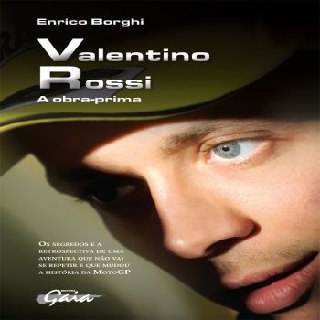 Enrico Borghi
Valentino
Rossi
A obra-prima
Os segredos e a
retrospectiva de uma
aventura que não vai
se repetir e que mudou
a história da MotoGP
Gaia